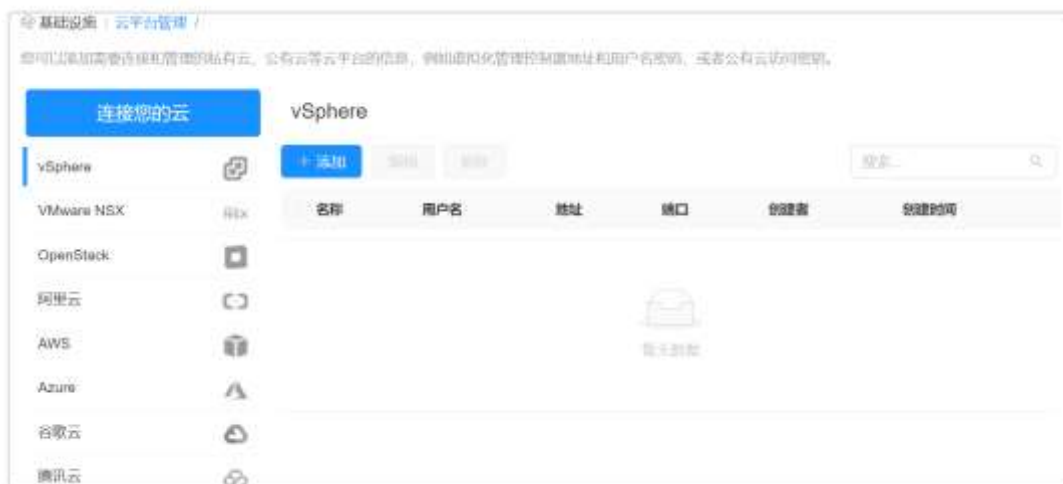 基础设施 / 云平台管理 /
您可以添加需要连接和管理的私有云、公有云等云平台的信息，例如虚拟化管理控制器地址和用户名密码，或者公有云访问密钥。
连接您的云
vSphere
VMware NSX
OpenStack
阿里云
AWS
Azure
谷歌云
腾讯云
vSphere
+ 添加 编辑 删除
搜索...
名称 用户名 地址 端口 创建者 创建时间
暂无数据